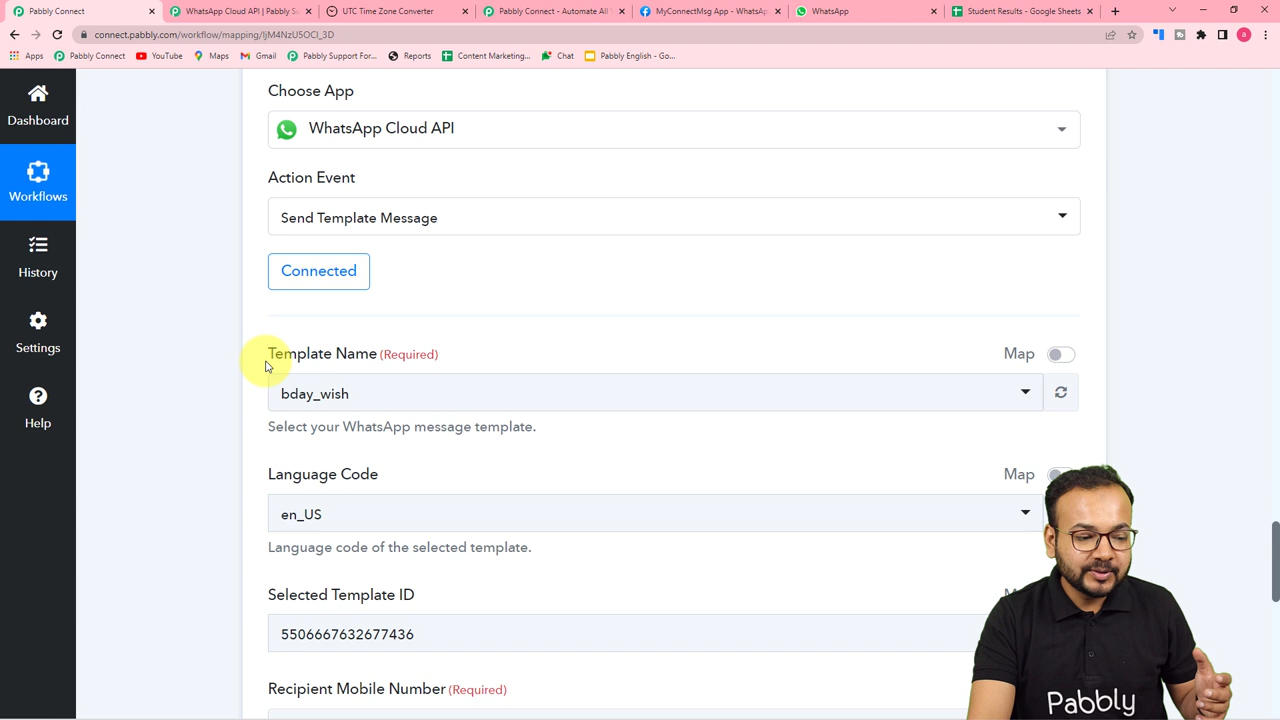 Pabbly Connect
WhatsApp Cloud API | Pabbly Su
UTC Time Zone Converter
Pabbly Connect - Automate All
MyConnectMsg App - WhatsAp
WhatsApp
Student Results - Google Sheets
connect.pabbly.com/workflow/mapping/IjM4NzU5OCI_3D
Apps
Pabbly Connect
YouTube
Maps
Gmail
Pabbly Support For...
Reports
Content Marketing...
Chat
Pabbly English - Go...
Dashboard
Workflows
History
Settings
Help
Choose App
WhatsApp Cloud API
Action Event
Send Template Message
Connected
Template Name (Required)
Map
bday_wish
Select your WhatsApp message template.
Language Code
Map
en_US
Language code of the selected template.
Selected Template ID
5506667632677436
Recipient Mobile Number (Required)
Pabbly